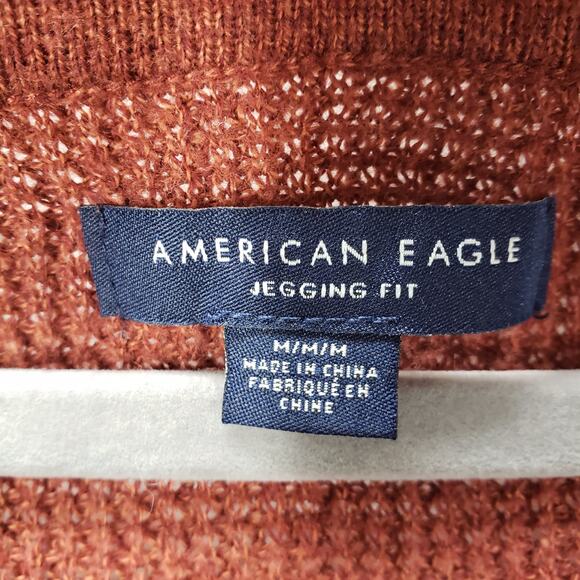 AMERICAN EAGLE
JEGGING FIT
M/M/M
MADE IN CHINA
FABRIQUÉ EN
CHINE